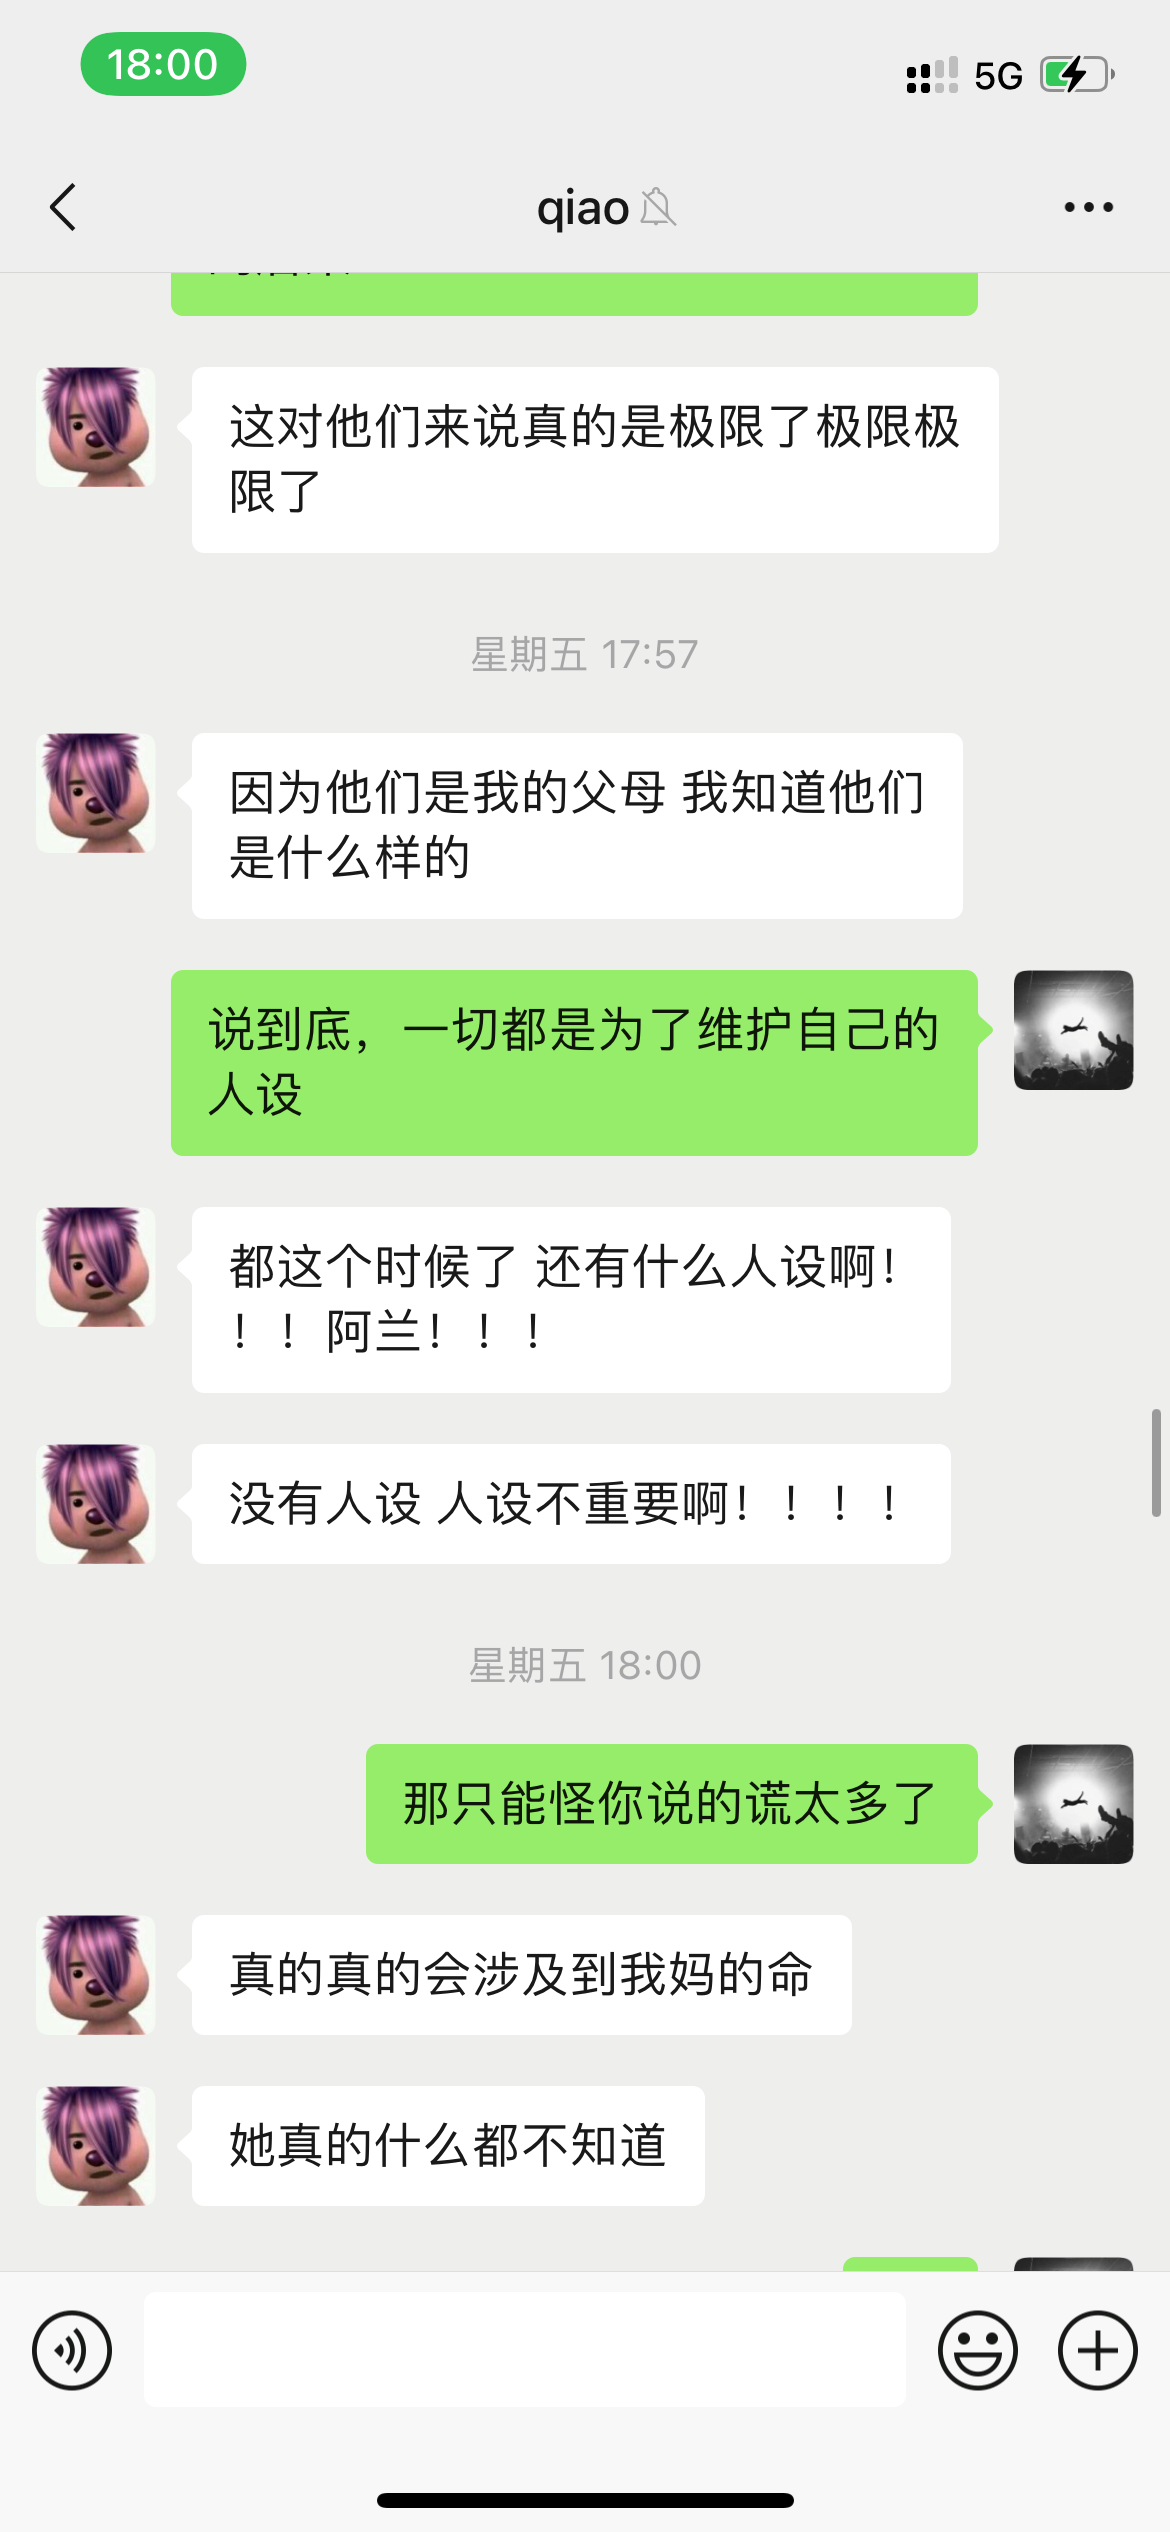 18:00
5G
qiao
这对他们来说真的是极限了极限极
限了
星期五 17:57
因为他们是我的父母 我知道他们
是什么样的
说到底，一切都是为了维护自己的
人设
都这个时候了 还有什么人设啊！
！！阿兰！！！
没有人设 人设不重要啊！！！！
星期五 18:00
那只能怪你说的谎太多了
真的真的会涉及到我妈的命
她真的什么都不知道